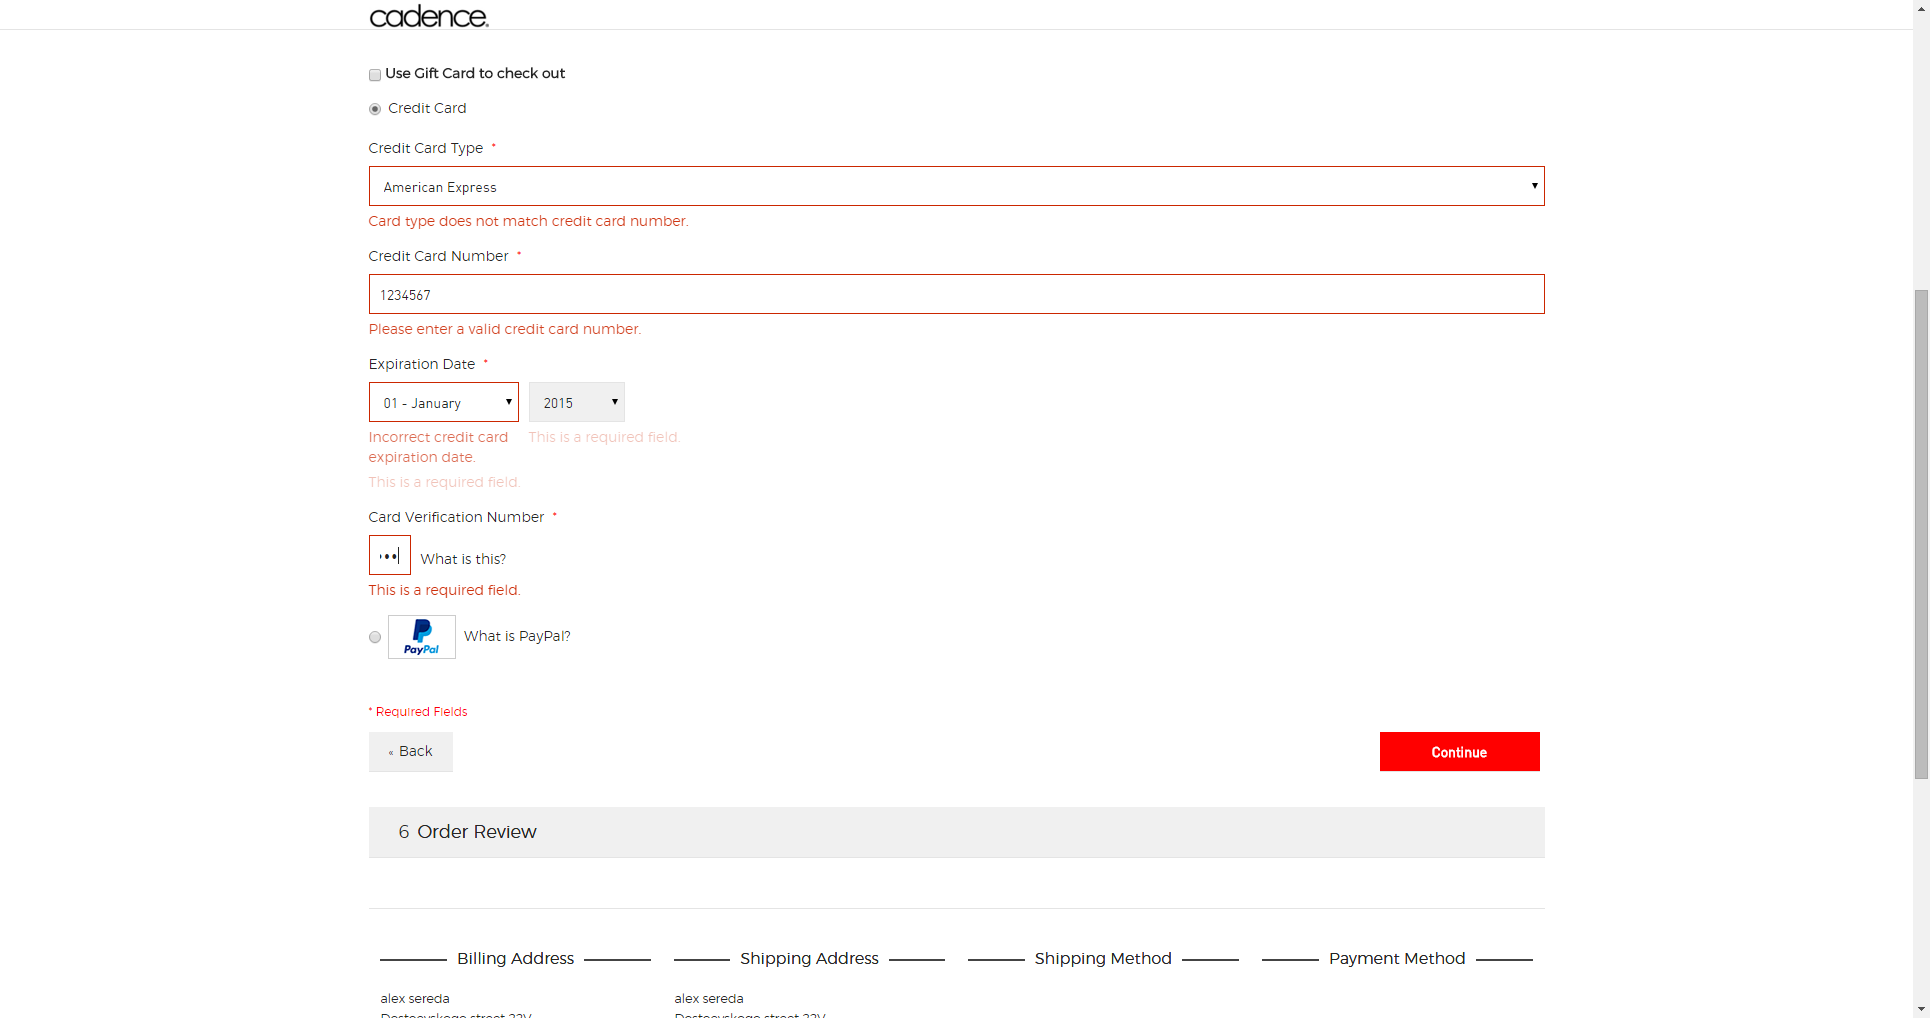 cadence
Use Gift Card to check out
Credit Card
Credit Card Type *
American Express
Card type does not match credit card number.
Credit Card Number *
1234567
Please enter a valid credit card number.
Expiration Date *
01 - January 2015
Incorrect credit card expiration date.
This is a required field.
This is a required field.
Card Verification Number *
What is this?
This is a required field.
PayPal What is PayPal?
* Required Fields
« Back Continue
6 Order Review
Billing Address Shipping Address Shipping Method Payment Method
alex sereda alex sereda